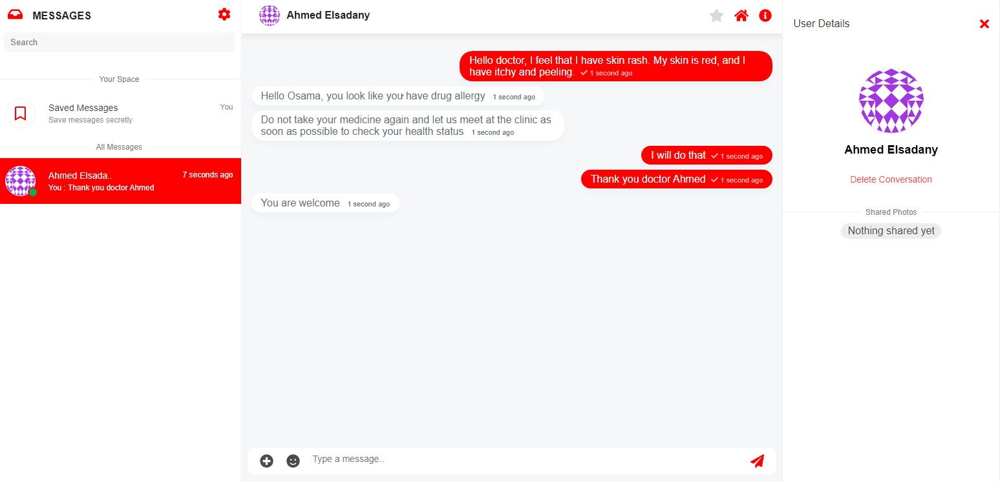 MESSAGES
Search
Your Space
Saved Messages
You
Save messages secretly
All Messages
Ahmed Elsada..
7 seconds ago
You : Thank you doctor Ahmed
Ahmed Elsadany
Hello doctor, I feel that I have skin rash. My skin is red, and I
have itchy and peeling. 1 second ago
Hello Osama, you look like you have drug allergy 1 second ago
Do not take your medicine again and let us meet at the clinic as
soon as possible to check your health status 1 second ago
I will do that 1 second ago
Thank you doctor Ahmed 1 second ago
You are welcome 1 second ago
Type a message..
User Details
Ahmed Elsadany
Delete Conversation
Shared Photos
Nothing shared yet